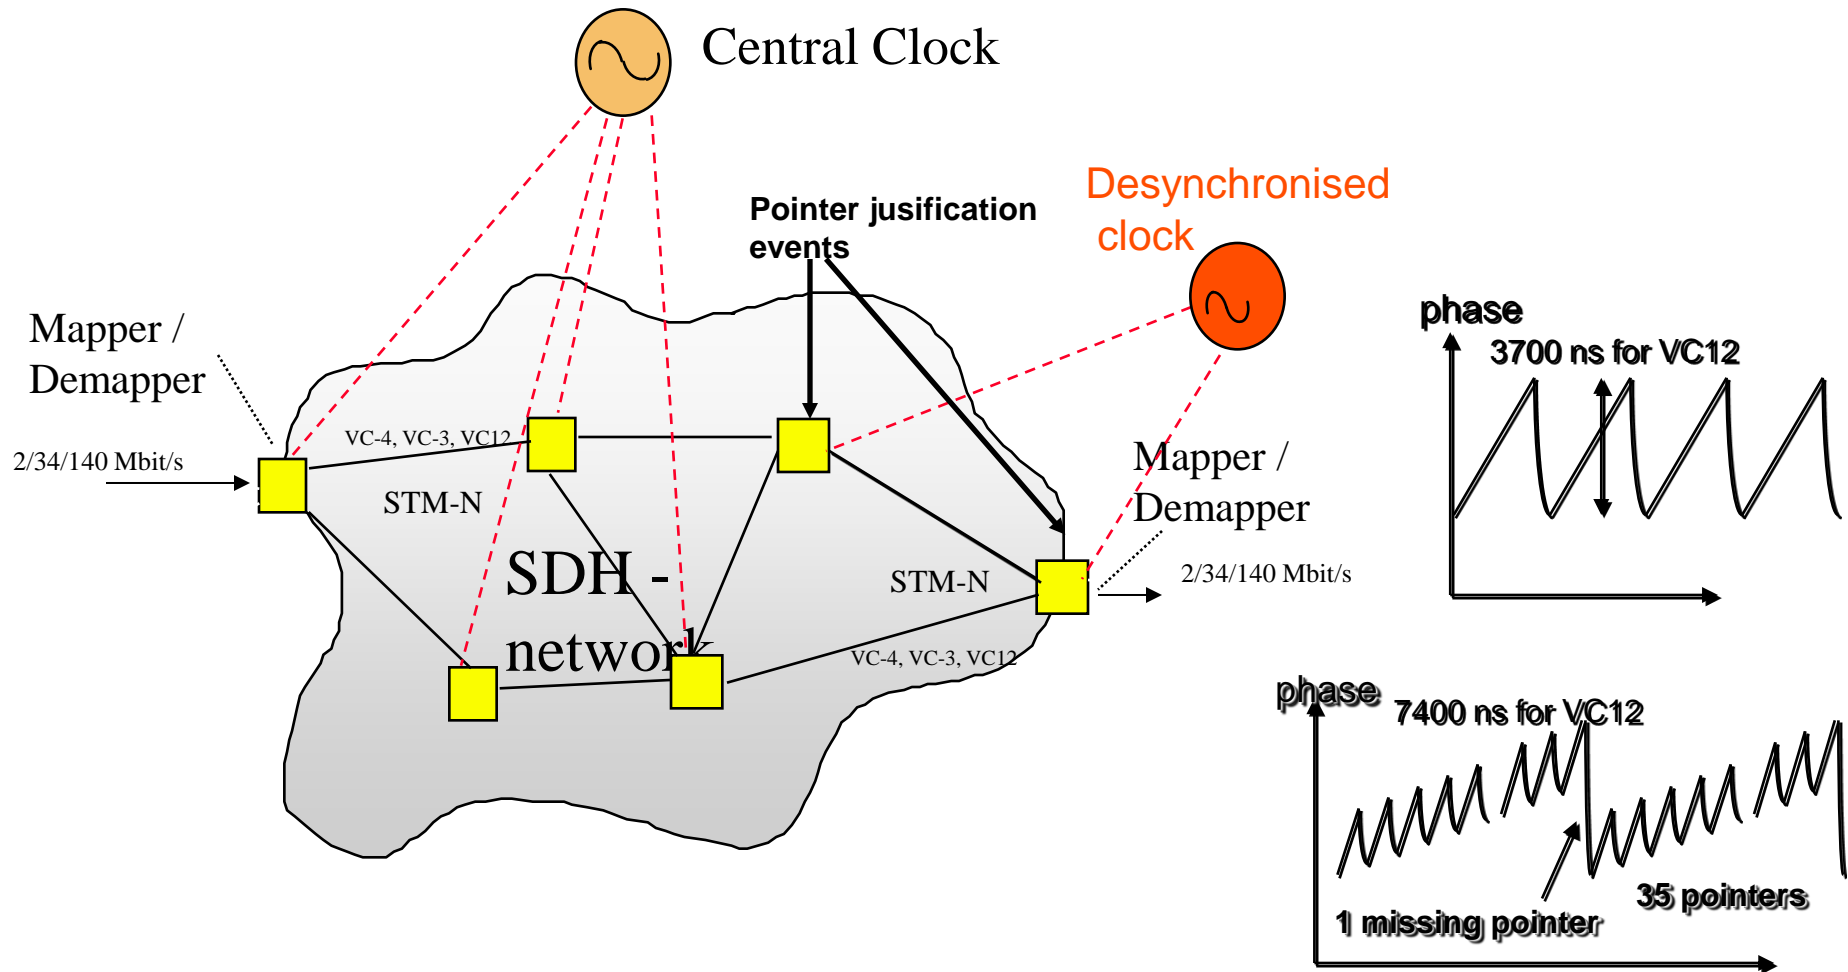 Central Clock
Desynchronised
clock
Pointer jusification
events
Mapper /
Demapper
2/34/140 Mbit/s
VC-4, VC-3, VC12
STM-N
SDH -
network
STM-N
VC-4, VC-3, VC12
Mapper /
Demapper
2/34/140 Mbit/s
phase
3700 ns for VC12
phase
7400 ns for VC12
35 pointers
1 missing pointer